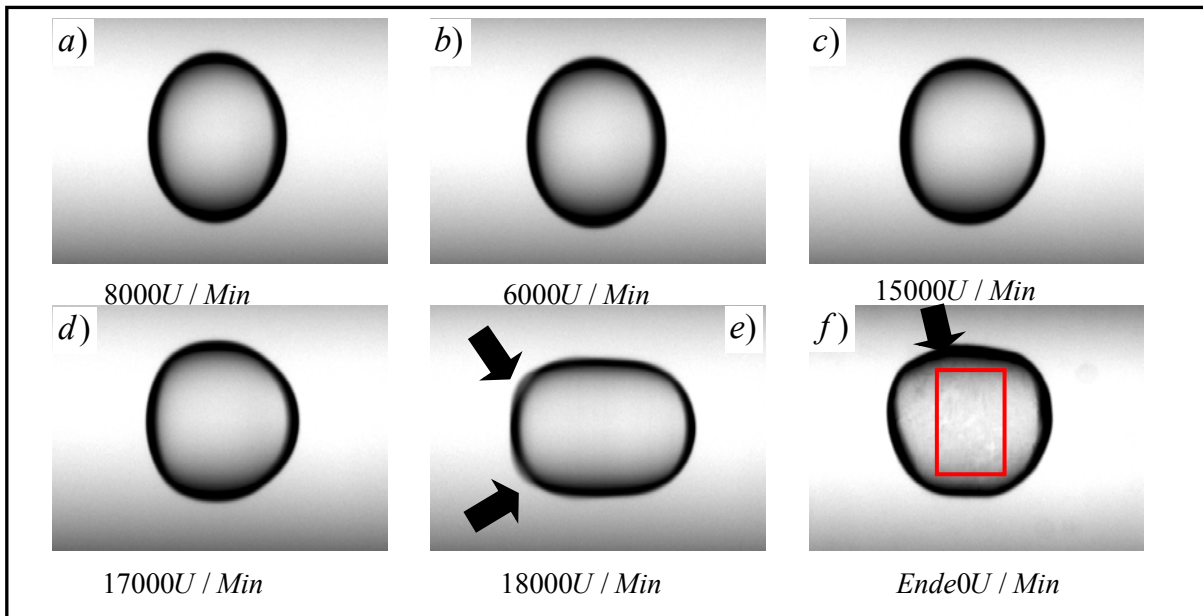 a)
b)
c)
8000U / Min
6000U / Min
15000U / Min
d)
e)
f)
17000U / Min
18000U / Min
Ende0U / Min